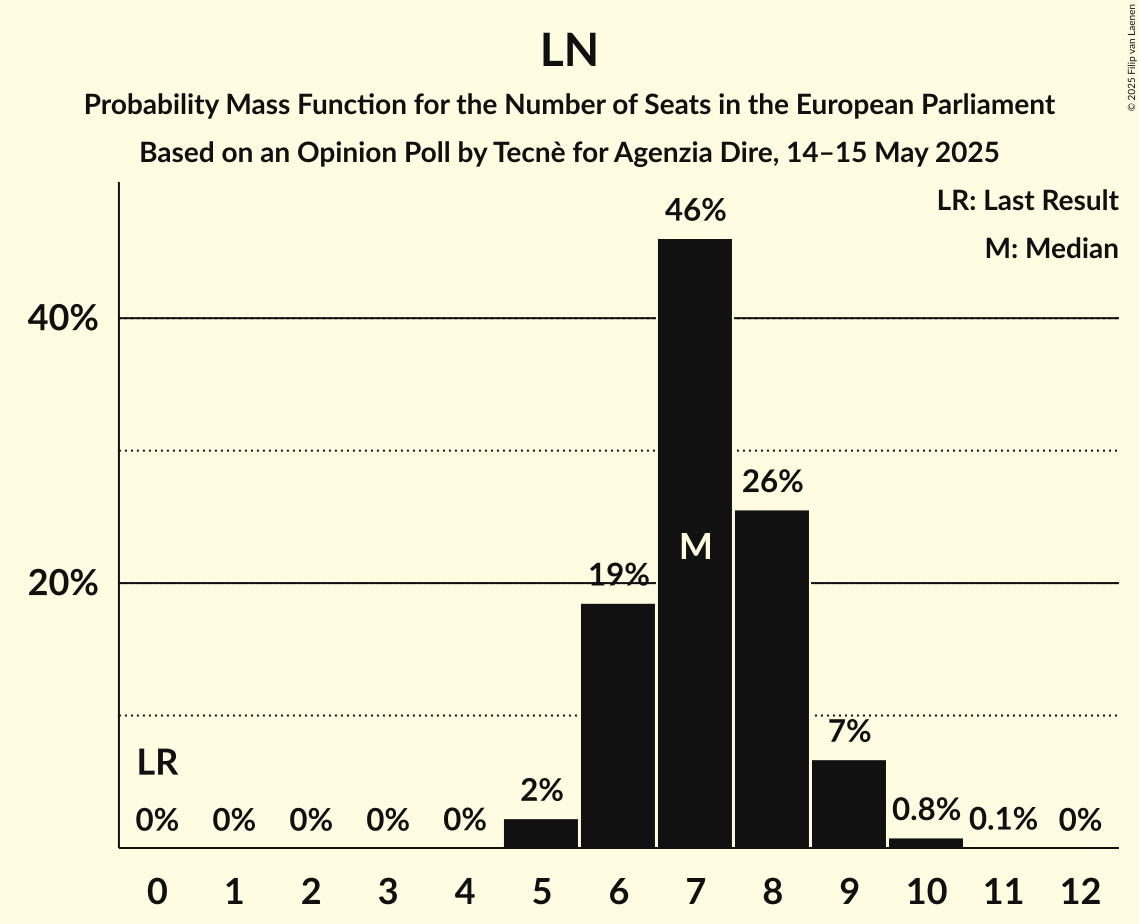 LN
Probability Mass Function for the Number of Seats in the European Parliament
Based on an Opinion Poll by Tecnè for Agenzia Dire, 14–15 May 2025
© 2025 Filip van Laenen
LR: Last Result
M: Median
40%
20%
46%
26%
19%
7%
2%
0.8%
0.1%
0%
0%
0%
0%
0%
0%
LR
M
0 1 2 3 4 5 6 7 8 9 10 11 12